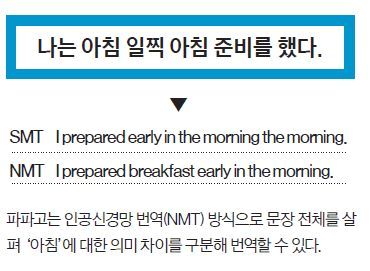 나는 아침 일찍 아침 준비를 했다.
SMT I prepared early in the morning the morning.
NMT I prepared breakfast early in the morning.
파파고는 인공신경망 번역(NMT) 방식으로 문장 전체를 살
펴 ‘아침’에 대한 의미 차이를 구분해 번역할 수 있다.